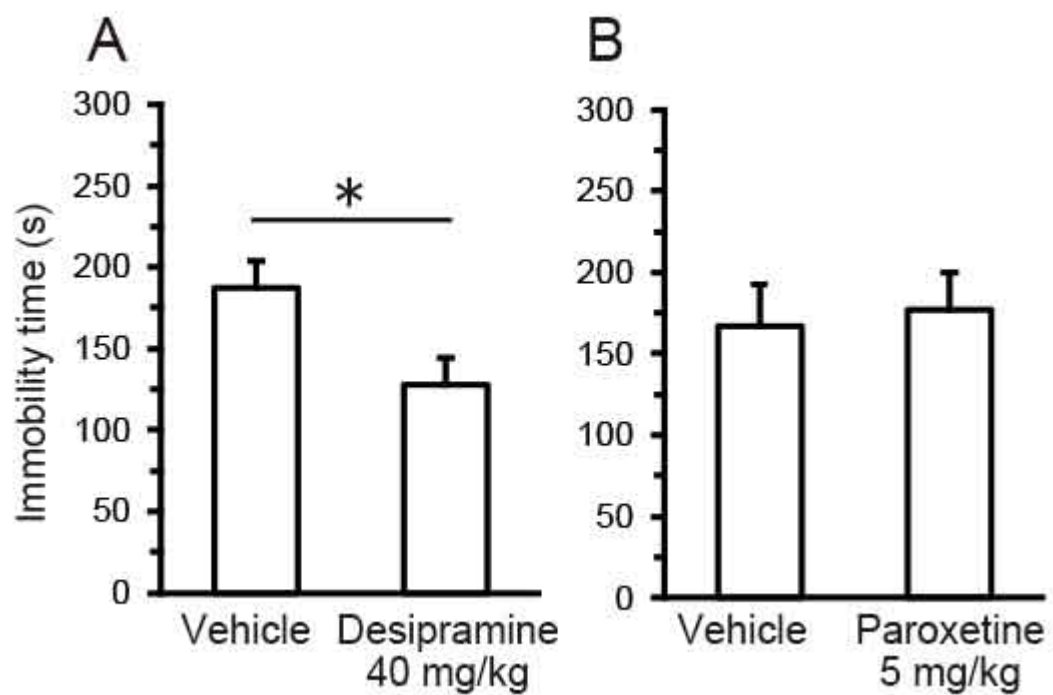 A
300
250
200
150
100
50
0
Immobility time (s)
*
Vehicle
Desipramine
40 mg/kg
B
300
250
200
150
100
50
0
Vehicle
Paroxetine
5 mg/kg